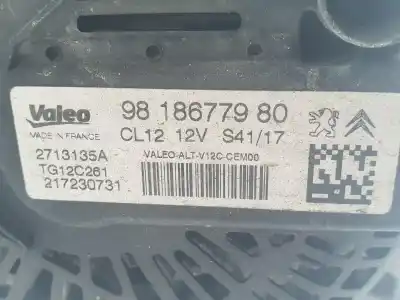 Valeo 98 186779 80
MADE IN FRANCE CL12 12V S41/17
2713135A VALEO-ALT-V12C-CEM00
TG12C261
217230731